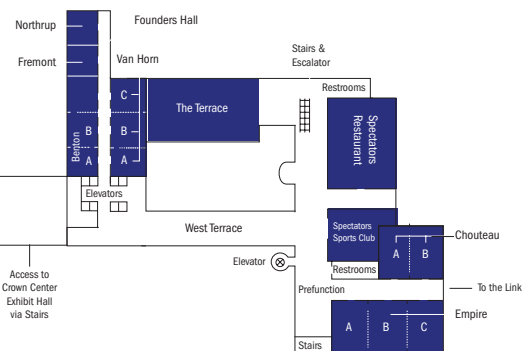 Northrup
Founders Hall
Fremont
Van Horn
Stairs &
Escalator
Restrooms
C
The Terrace
B
B
A
A
Benton
Spectators
Restaurant
Elevators
West Terrace
Spectators
Sports Club
Chouteau
A
B
Elevator
Restrooms
Access to
Crown Center
Exhibit Hall
via Stairs
Prefunction
To the Link
Empire
A
B
C
Stairs